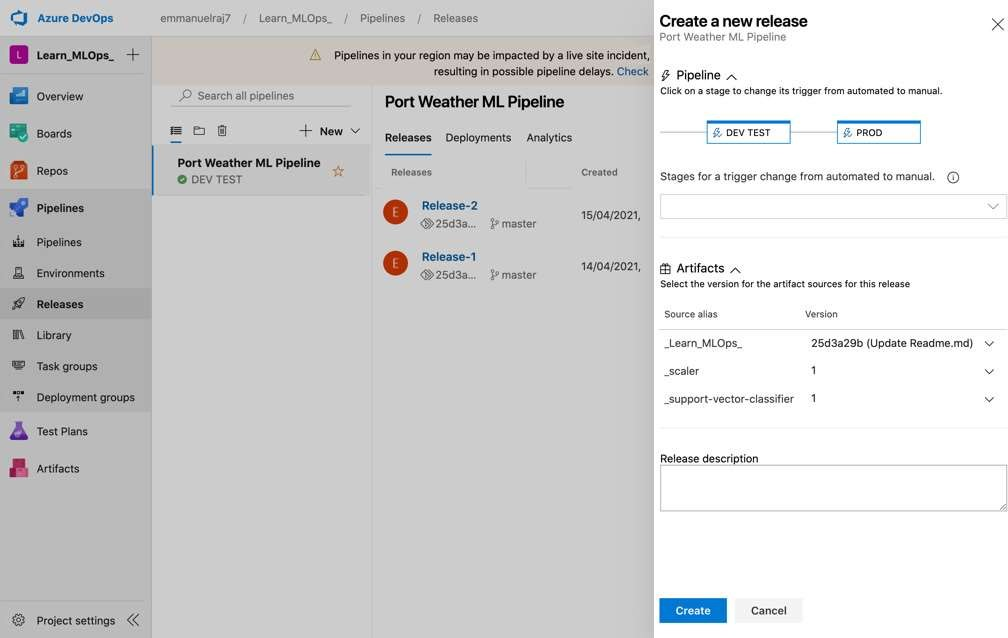 Azure DevOps
emmanuelraj7 / Learn_MLOps_ / Pipelines / Releases
L Learn_MLOps_
Overview
Boards
Repos
Pipelines
Pipelines
Environments
Releases
Library
Task groups
Deployment groups
Test Plans
Artifacts
Project settings
Pipelines in your region may be impacted by a live site incident,
resulting in possible pipeline delays. Check
Search all pipelines
New
Port Weather ML Pipeline
DEV TEST
Port Weather ML Pipeline
Releases Deployments Analytics
Releases Created
E Release-2 15/04/2021,
25d3a... master
E Release-1 14/04/2021,
25d3a... master
Create a new release
Port Weather ML Pipeline
Pipeline
Click on a stage to change its trigger from automated to manual.
DEV TEST PROD
Stages for a trigger change from automated to manual.
Artifacts
Select the version for the artifact sources for this release
Source alias Version
_Learn_MLOps_ 25d3a29b (Update Readme.md)
_scaler 1
_support-vector-classifier 1
Release description
Create Cancel